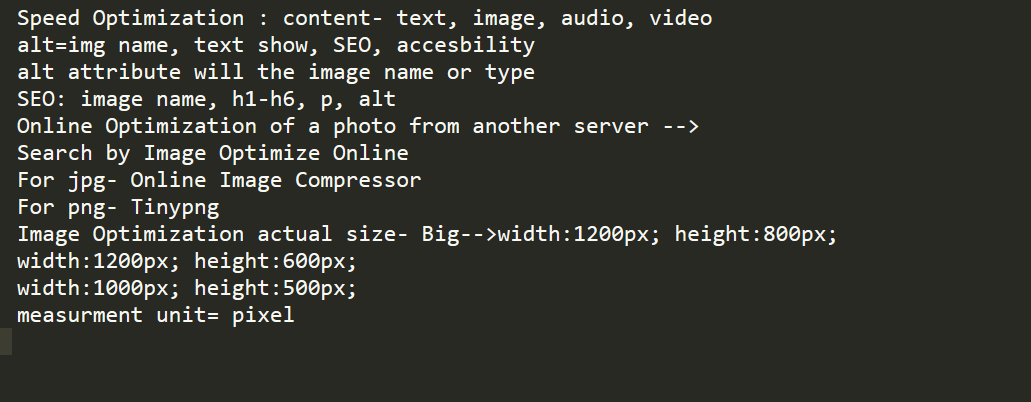 Speed Optimization : content- text, image, audio, video
alt=img name, text show, SEO, accesbility
alt attribute will the image name or type
SEO: image name, h1-h6, p, alt
Online Optimization of a photo from another server -->
Search by Image Optimize Online
For jpg- Online Image Compressor
For png- Tinypng
Image Optimization actual size- Big-->width:1200px; height:800px;
width:1200px; height:600px;
width:1000px; height:500px;
measurment unit= pixel